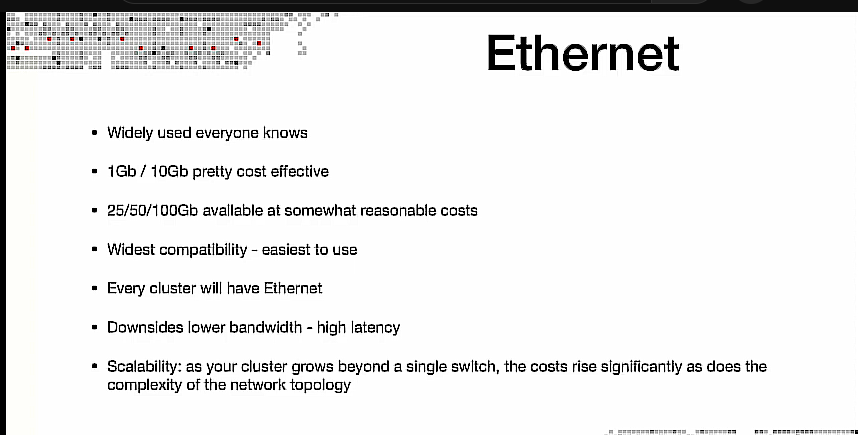 Ethernet
▪ Widely used everyone knows
▪ 1Gb / 10Gb pretty cost effective
▪ 25/50/100Gb available at somewhat reasonable costs
▪ Widest compatibility - easiest to use
▪ Every cluster will have Ethernet
▪ Downsides lower bandwidth - high latency
▪ Scalability: as your cluster grows beyond a single switch, the costs rise significantly as does the
complexity of the network topology